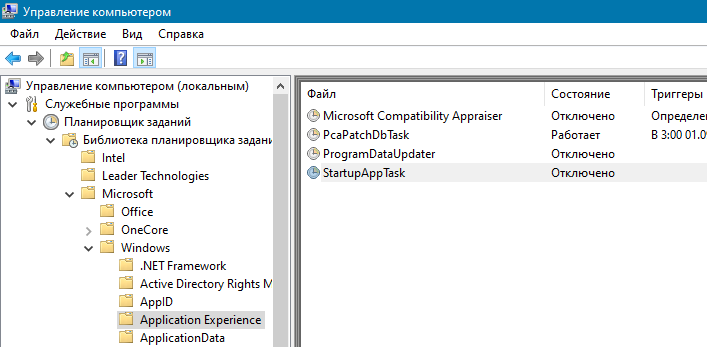 Управление компьютером
Файл Действие Вид Справка
Управление компьютером (локальным)
Служебные программы
Планировщик заданий
Библиотека планировщика задани
Intel
Leader Technologies
Microsoft
Office
OneCore
Windows
.NET Framework
Active Directory Rights M
AppID
Application Experience
ApplicationData
Файл Состояние Триггеры
Microsoft Compatibility Appraiser Отключено Определен
PcaPatchDbTask Работает В 3:00 01.0
ProgramDataUpdater Отключено
StartupAppTask Отключено